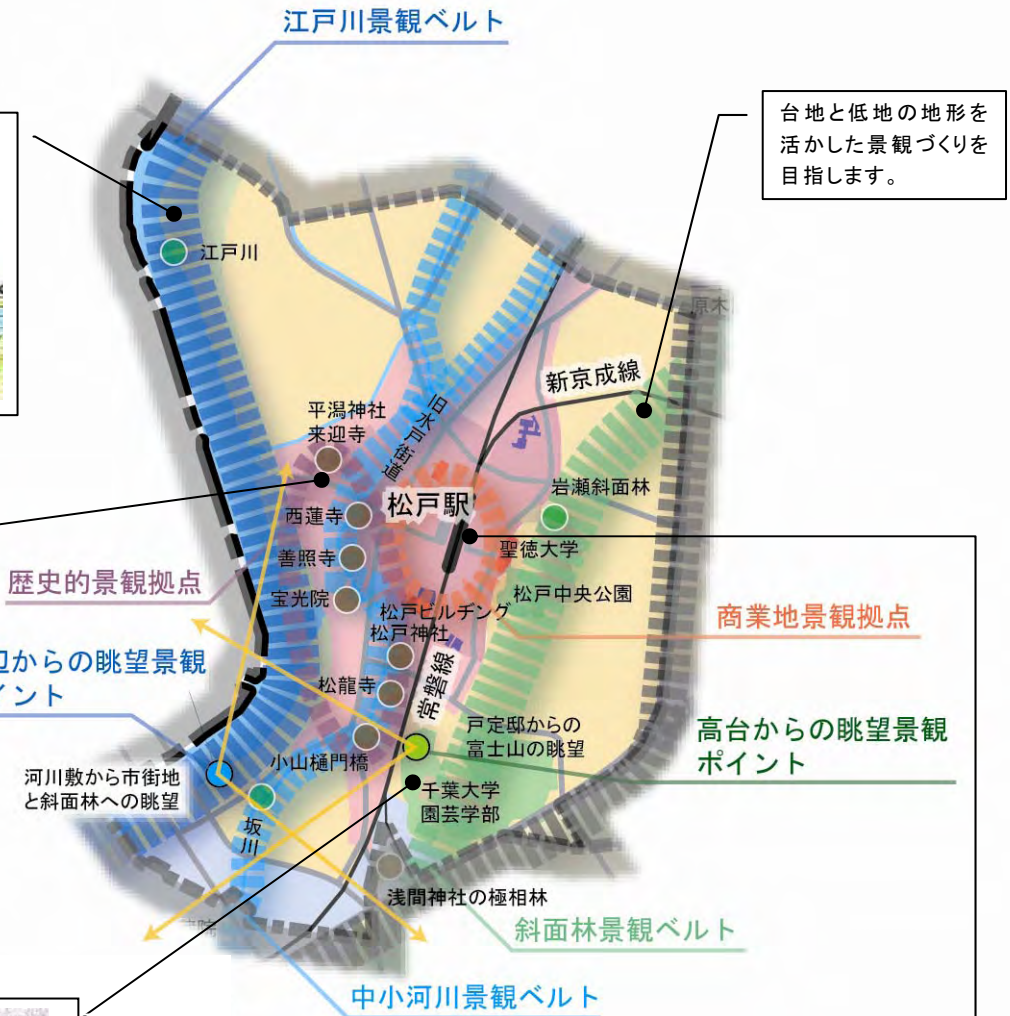 江戸川景観ベルト
台地と低地の地形を
活かした景観づくりを
目指します。
江戸川
原木
新京成線
平潟神社
来迎寺
旧水戸街道
岩瀬斜面林
松戸駅
西蓮寺
聖徳大学
善照寺
歴史的景観拠点
宝光院
松戸中央公園
松戸ビルヂング
商業地景観拠点
松戸神社
辺からの眺望景観
イント
常磐線
松龍寺
戸定邸からの
富士山の眺望
高台からの眺望景観
ポイント
小山樋門橋
河川敷から市街地
と斜面林への眺望
千葉大学
園芸学部
坂川
浅間神社の極相林
斜面林景観ベルト
中小河川景観ベルト